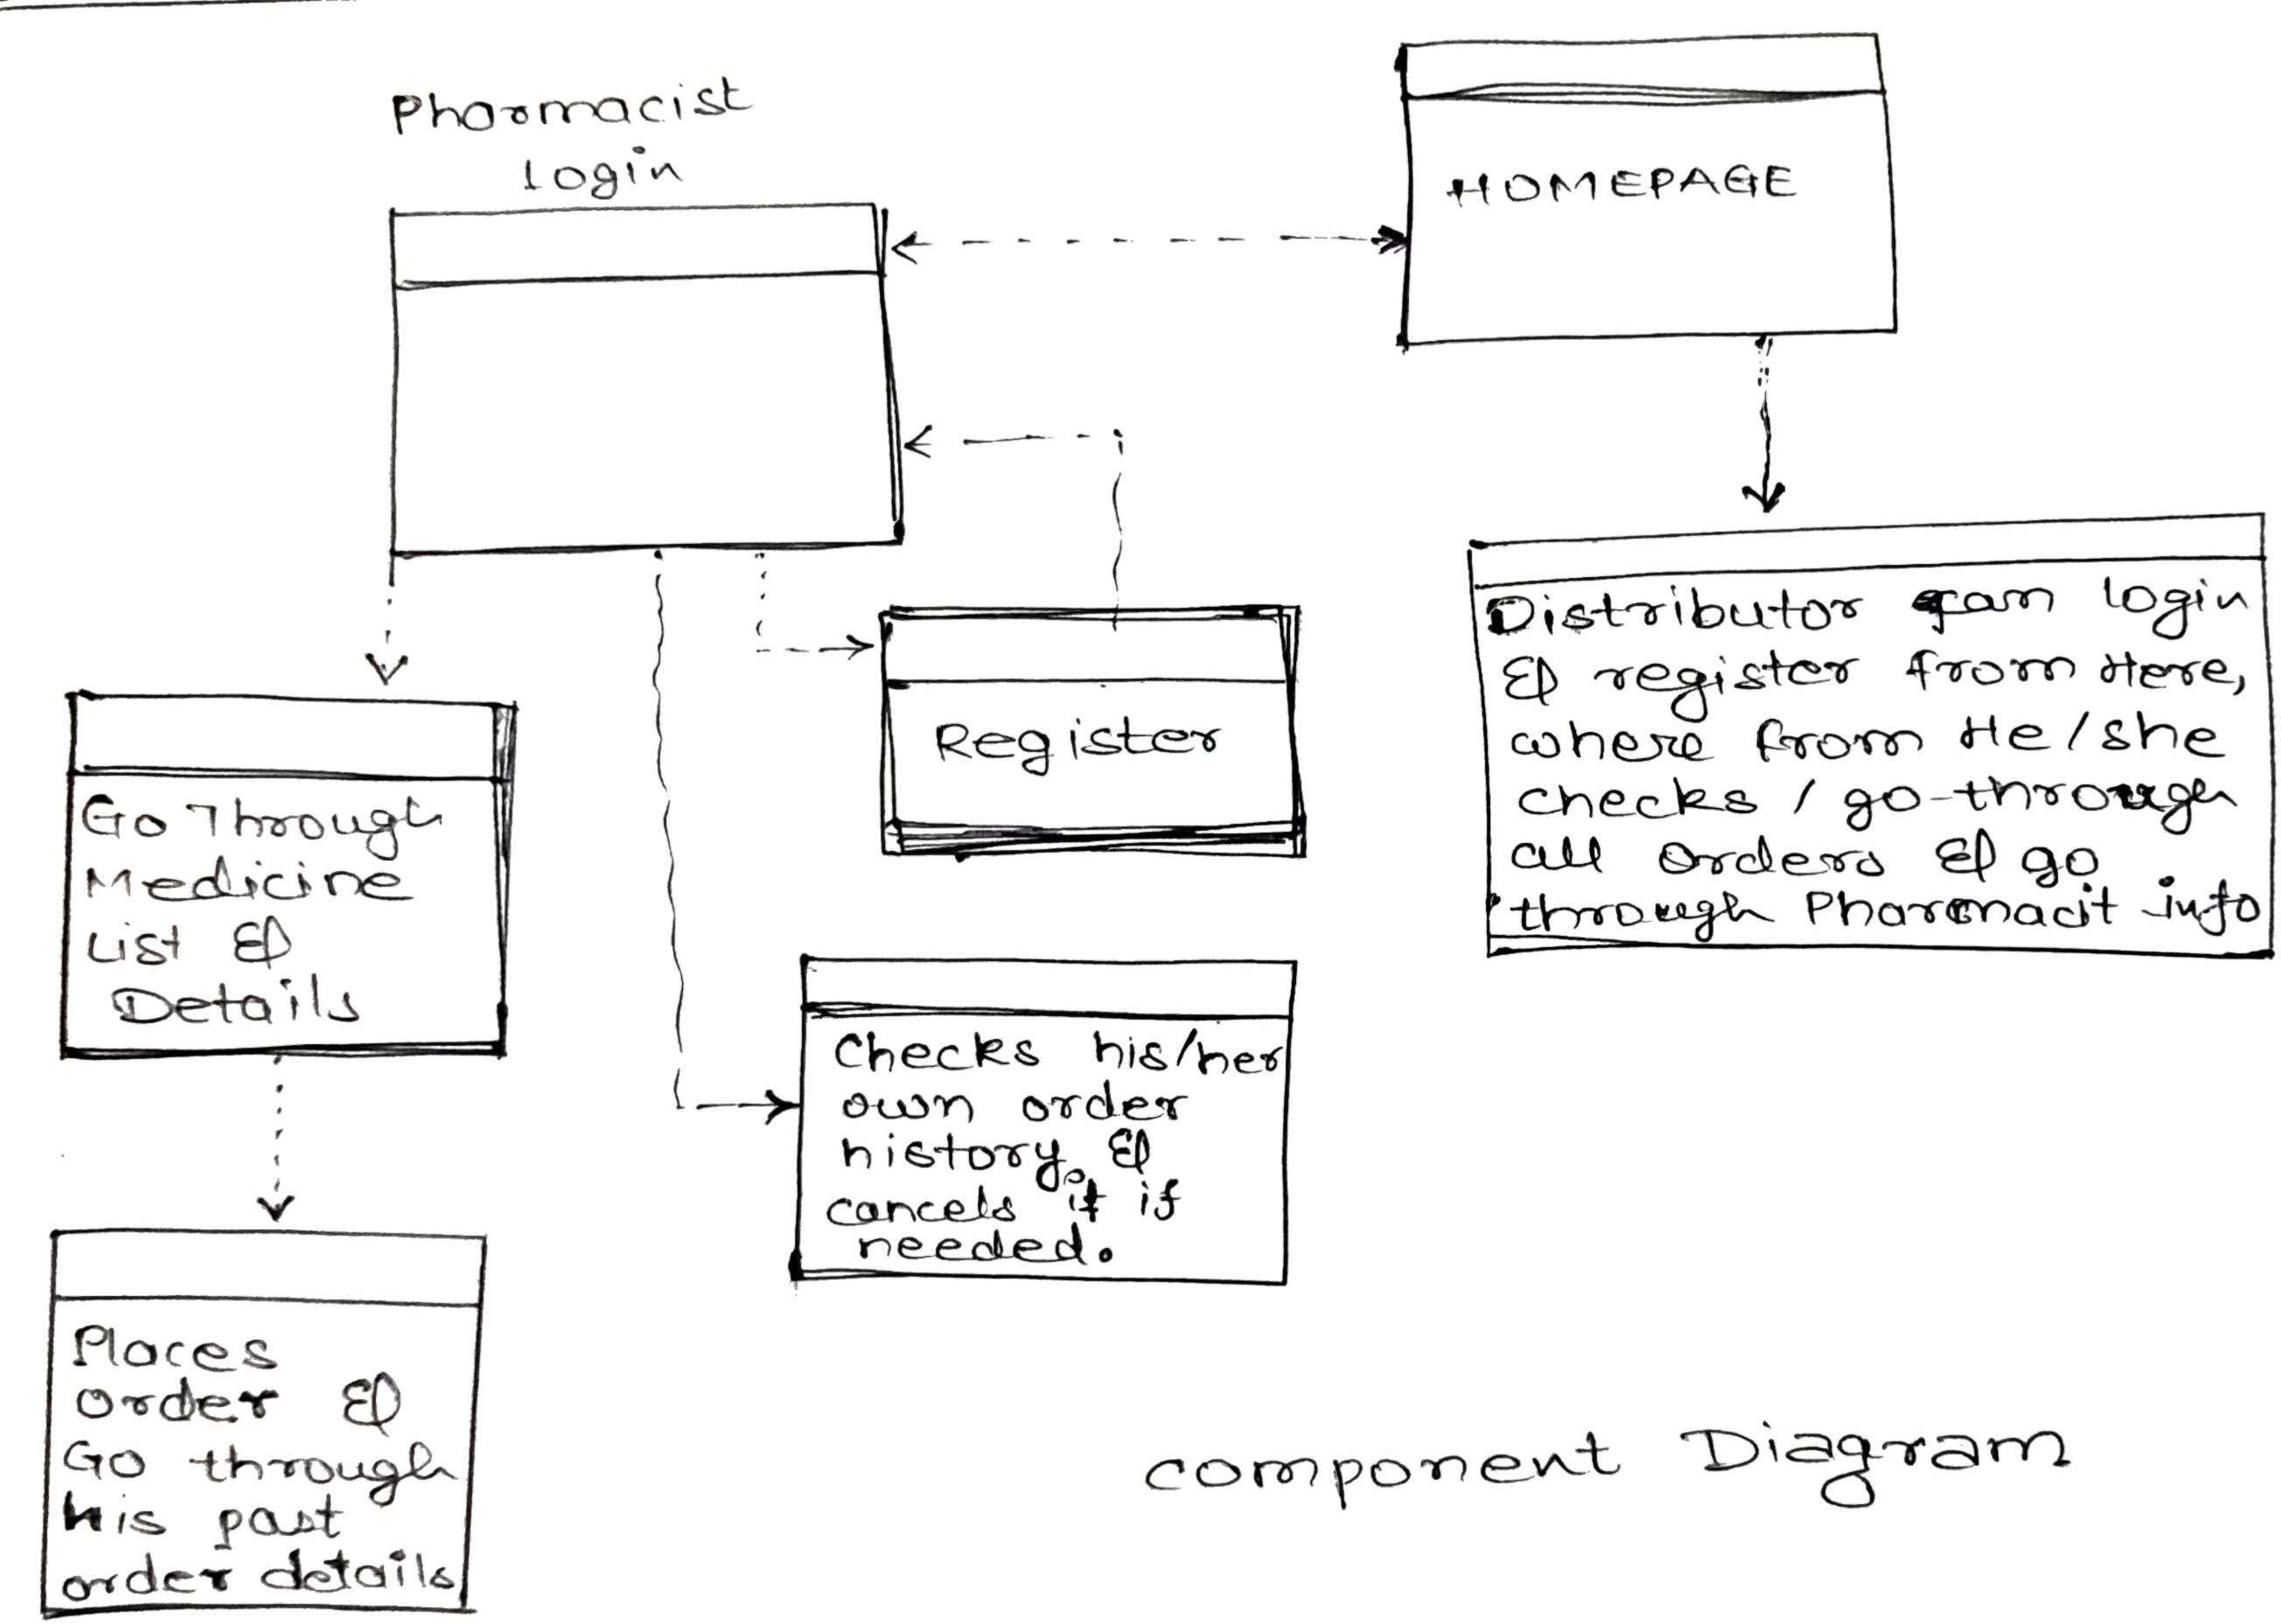 Pharmacist
login
HOMEPAGE
Distributor can login
& register from Here,
where from He/she
checks / go-through
all orders & go
through Pharmacit info
Register
Go Through
Medicine
List &
Details
Checks his/her
own order
history &
cancels it if
needed.
Places
order &
Go through
his past
order details
component Diagram